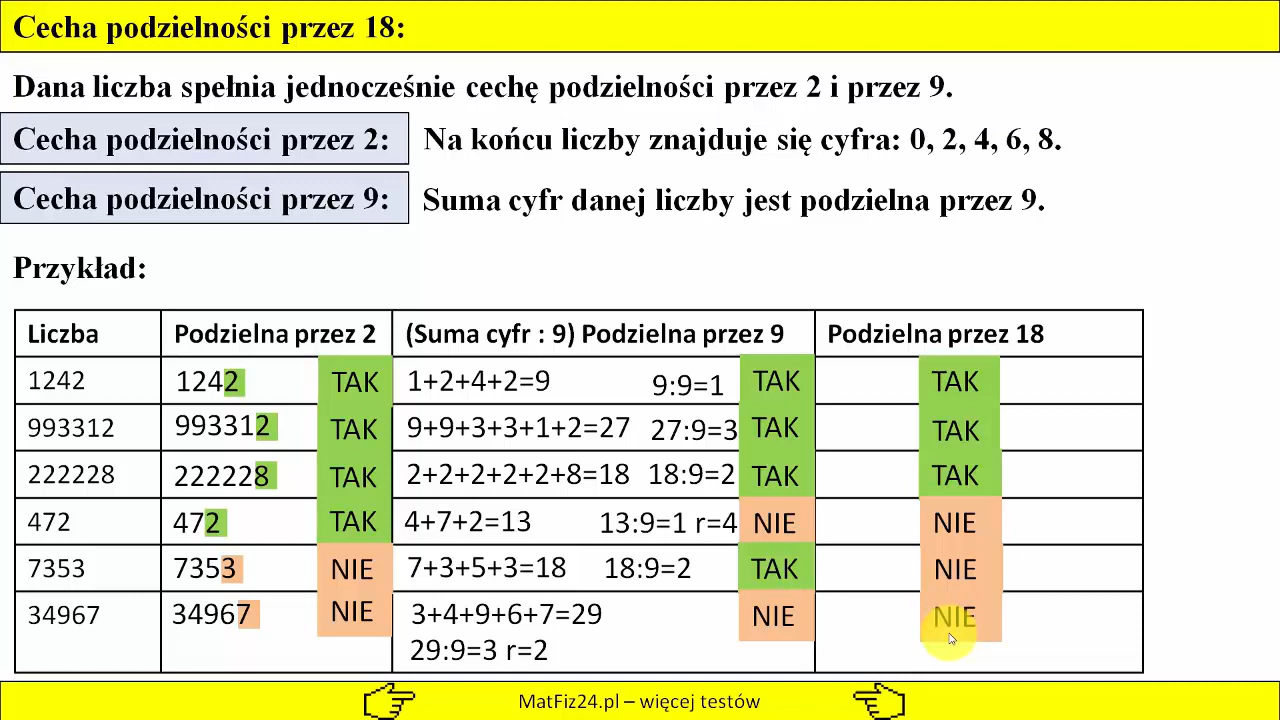 Cecha podzielności przez 18:
Dana liczba spełnia jednocześnie cechę podzielności przez 2 i przez 9.
Cecha podzielności przez 2: Na końcu liczby znajduje się cyfra: 0, 2, 4, 6, 8.
Cecha podzielności przez 9: Suma cyfr danej liczby jest podzielna przez 9.
Przykład:
Liczba Podzielna przez 2 (Suma cyfr : 9) Podzielna przez 9 Podzielna przez 18
1242 1242 TAK 1+2+4+2=9 9:9=1 TAK TAK
993312 993312 TAK 9+9+3+3+1+2=27 27:9=3 TAK TAK
222228 222228 TAK 2+2+2+2+2+8=18 18:9=2 TAK TAK
472 472 TAK 4+7+2=13 13:9=1 r=4 NIE NIE
7353 7353 NIE 7+3+5+3=18 18:9=2 TAK NIE
34967 34967 NIE 3+4+9+6+7=29 NIE NIE
29:9=3 r=2
MatFiz24.pl – więcej testów